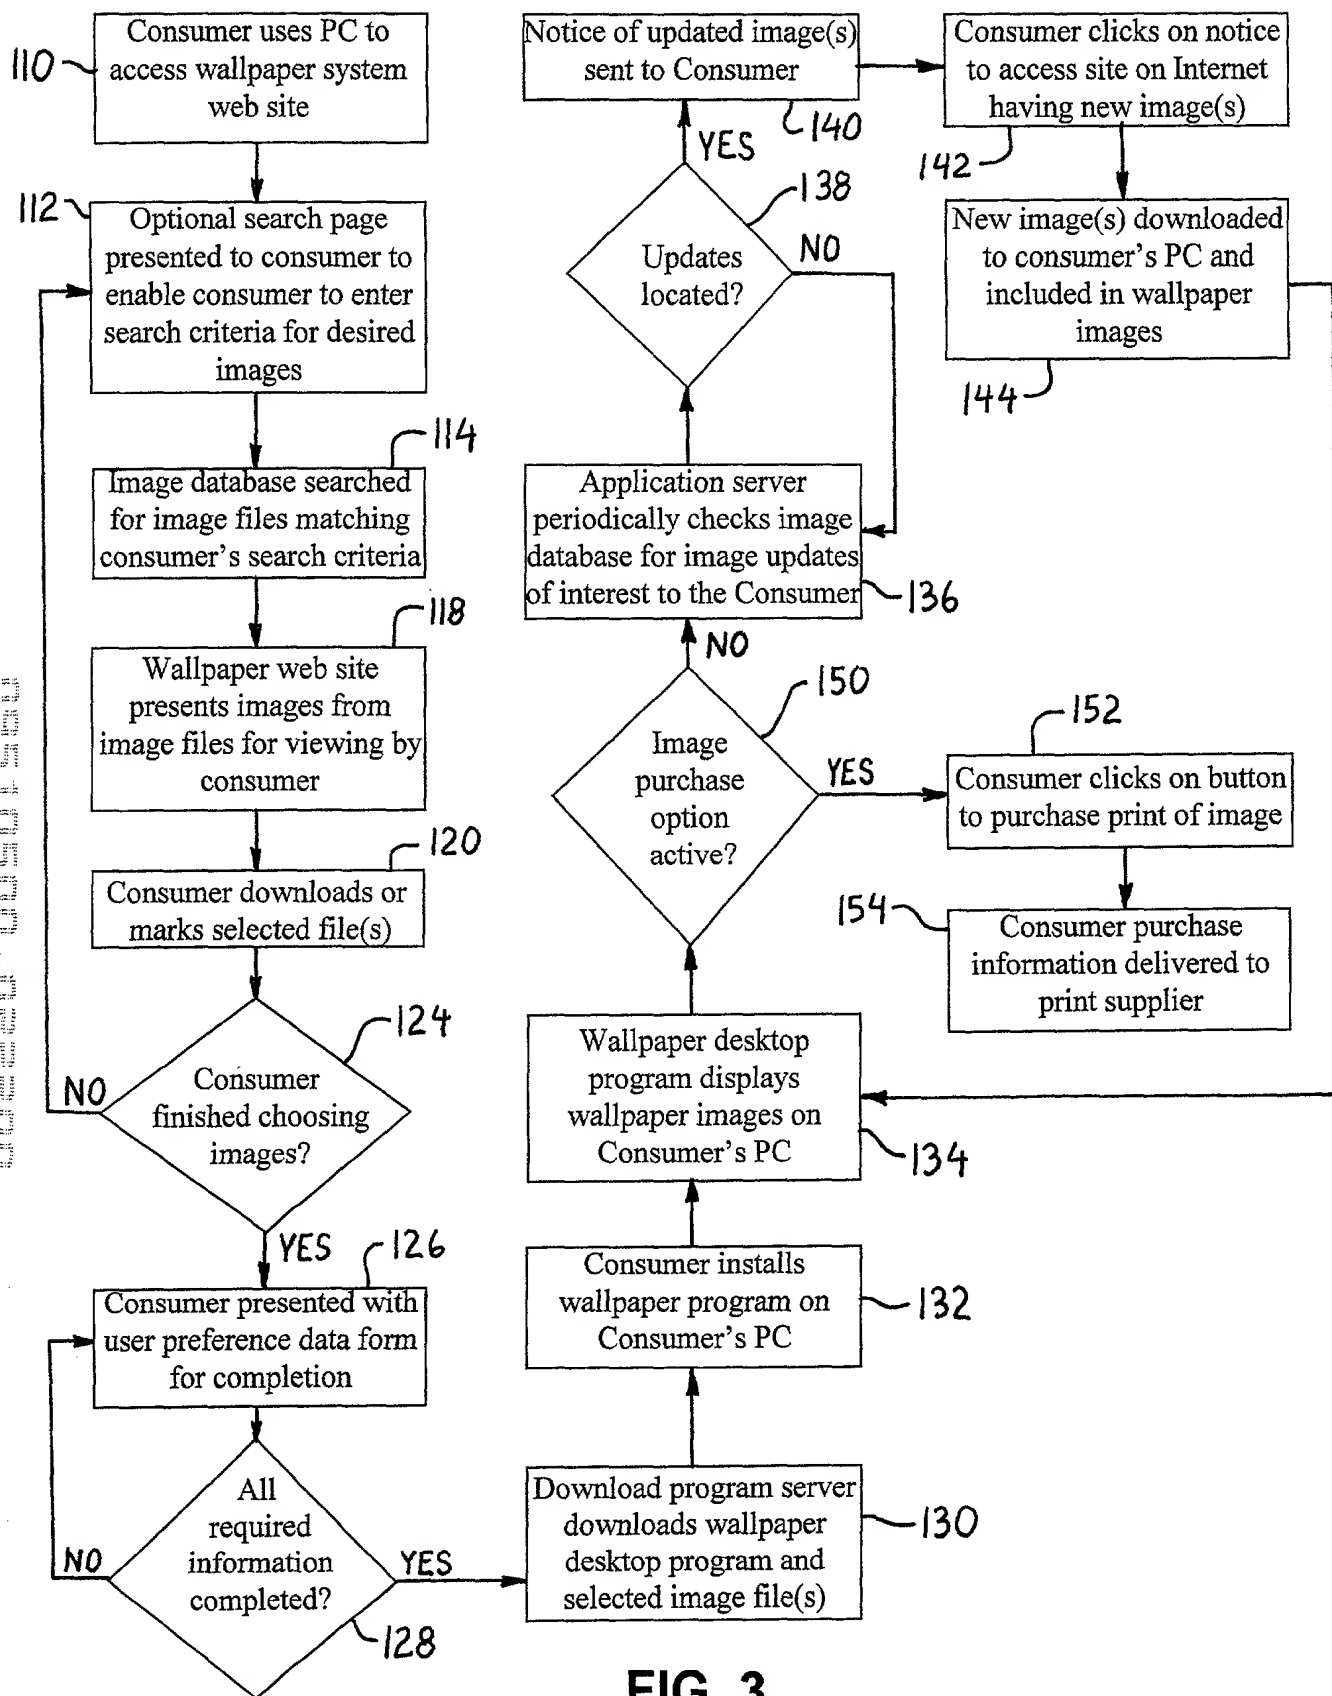 110
Consumer uses PC to
access wallpaper system
web site
112
Optional search page
presented to consumer to
enable consumer to enter
search criteria for desired
images
114
Image database searched
for image files matching
consumer's search criteria
118
Wallpaper web site
presents images from
image files for viewing by
consumer
120
Consumer downloads or
marks selected file(s)
124
Consumer
finished choosing
images?
NO
YES
126
Consumer presented with
user preference data form
for completion
All
required
information
completed?
NO
YES
128
Download program server
downloads wallpaper
desktop program and
selected image file(s)
130
Consumer installs
wallpaper program on
Consumer's PC
132
Wallpaper desktop
program displays
wallpaper images on
Consumer's PC
134
Image
purchase
option
active?
150
YES
NO
152
Consumer clicks on button
to purchase print of image
154
Consumer purchase
information delivered to
print supplier
Application server
periodically checks image
database for image updates
of interest to the Consumer
136
Updates
located?
138
NO
YES
Notice of updated image(s)
sent to Consumer
140
Consumer clicks on notice
to access site on Internet
having new image(s)
142
New image(s) downloaded
to consumer's PC and
included in wallpaper
images
144
FIG. 3